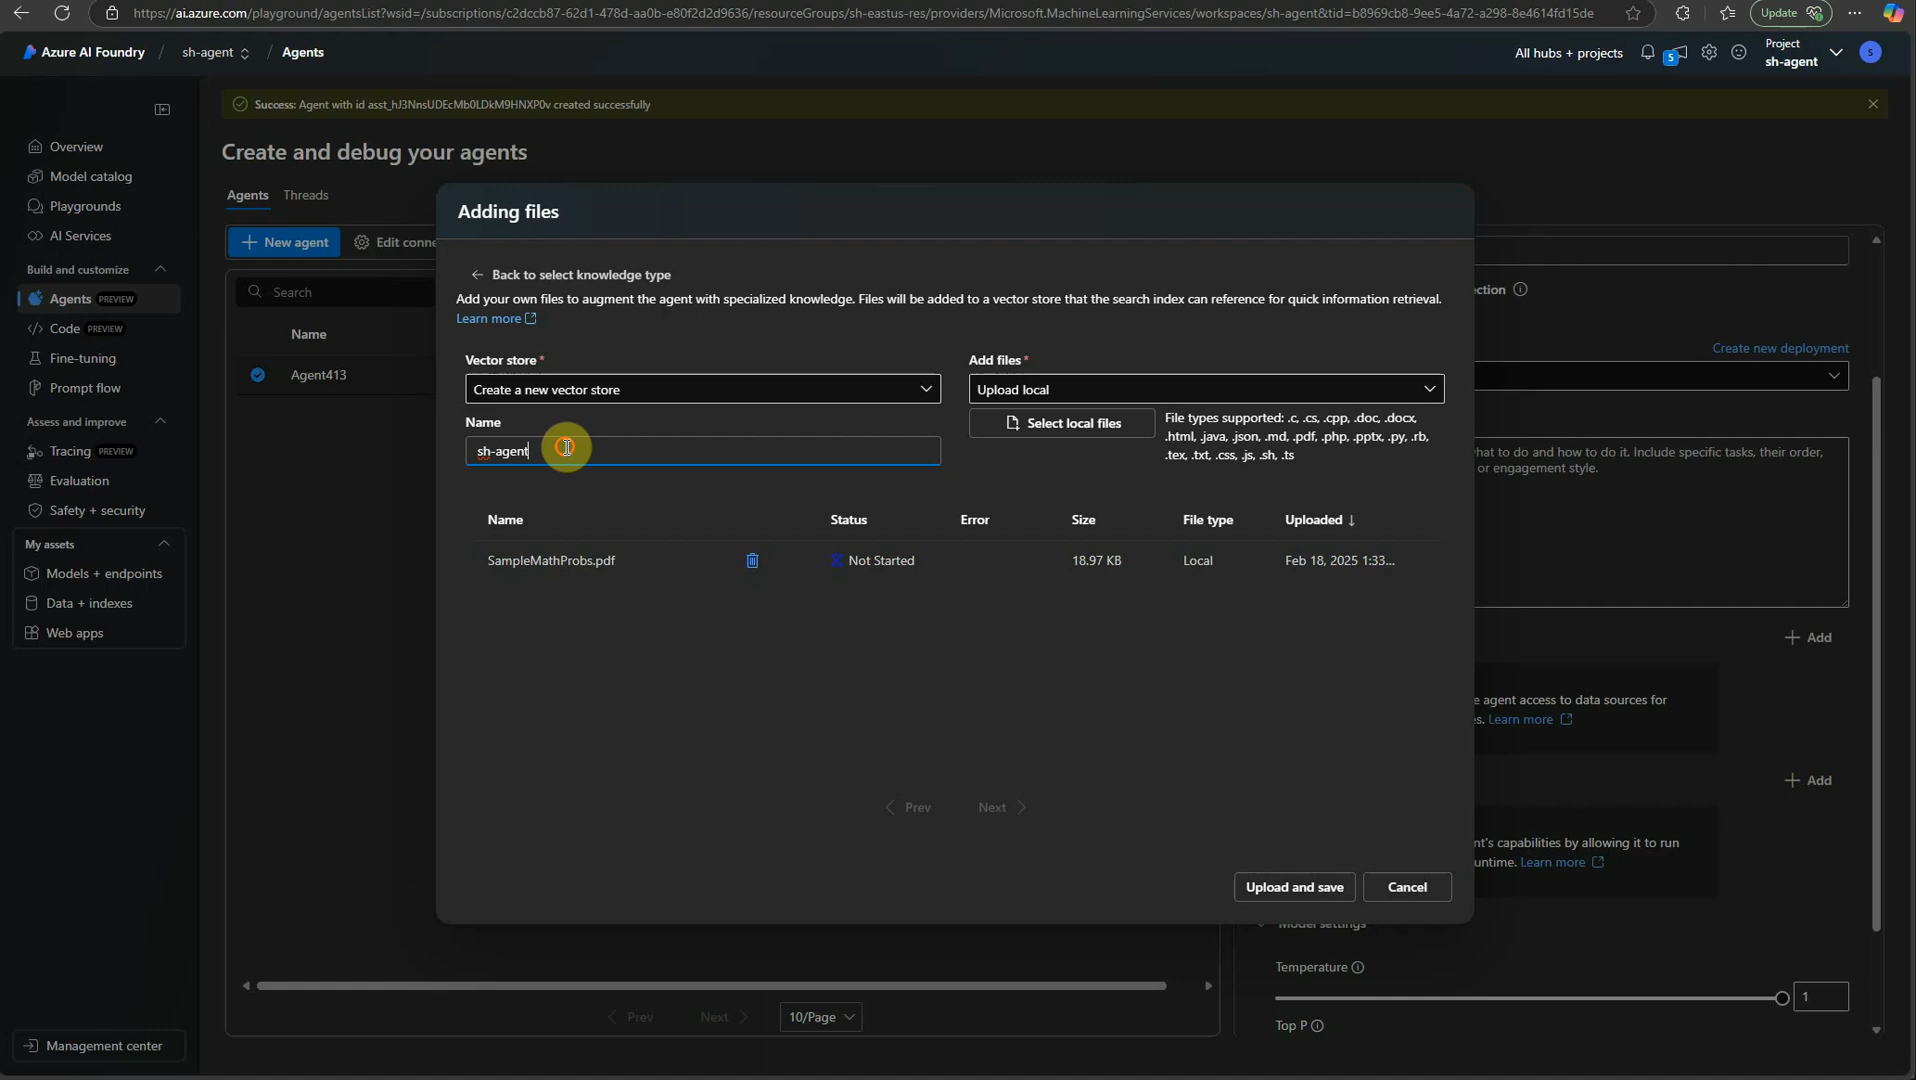 https://ai.azure.com/playground/agentsList?wsid=/subscriptions/c2dccb87-62d1-478d-aa0b-e80f2d2d9636/resourceGroups/sh-eastus-res/providers/Microsoft.MachineLearningServices/workspaces/sh-agent&tid=b8969cb8-9ee5-4a72-a298-8e4614fd15de
Update
Azure AI Foundry / sh-agent / Agents
All hubs + projects
5
Project
sh-agent
S
Success: Agent with id asst_hJ3NnsUDEcMb0LDkM9HNXP0v created successfully
Create and debug your agents
Overview
Model catalog
Playgrounds
AI Services
Build and customize
Agents PREVIEW
Code PREVIEW
Fine-tuning
Prompt flow
Assess and improve
Tracing PREVIEW
Evaluation
Safety + security
My assets
Models + endpoints
Data + indexes
Web apps
Management center
Agents Threads
New agent
Edit conne
Search
Name
Agent413
Adding files
Back to select knowledge type
Add your own files to augment the agent with specialized knowledge. Files will be added to a vector store that the search index can reference for quick information retrieval.
Learn more
Vector store *
Create a new vector store
Name
sh-agent
Add files *
Upload local
Select local files
File types supported: .c, .cs, .cpp, .doc, .docx,
.html, .java, .json, .md, .pdf, .php, .pptx, .py, .rb,
.tex, .txt, .css, .js, .sh, .ts
Name Status Error Size File type Uploaded ↓
SampleMathProbs.pdf Not Started 18.97 KB Local Feb 18, 2025 1:33...
Prev Next
Upload and save
Cancel
ection
Create new deployment
hat to do and how to do it. Include specific tasks, their order,
or engagement style.
+ Add
e agent access to data sources for
es. Learn more
+ Add
nt's capabilities by allowing it to run
untime. Learn more
Model settings
Temperature
1
Top P
Prev Next 10/Page